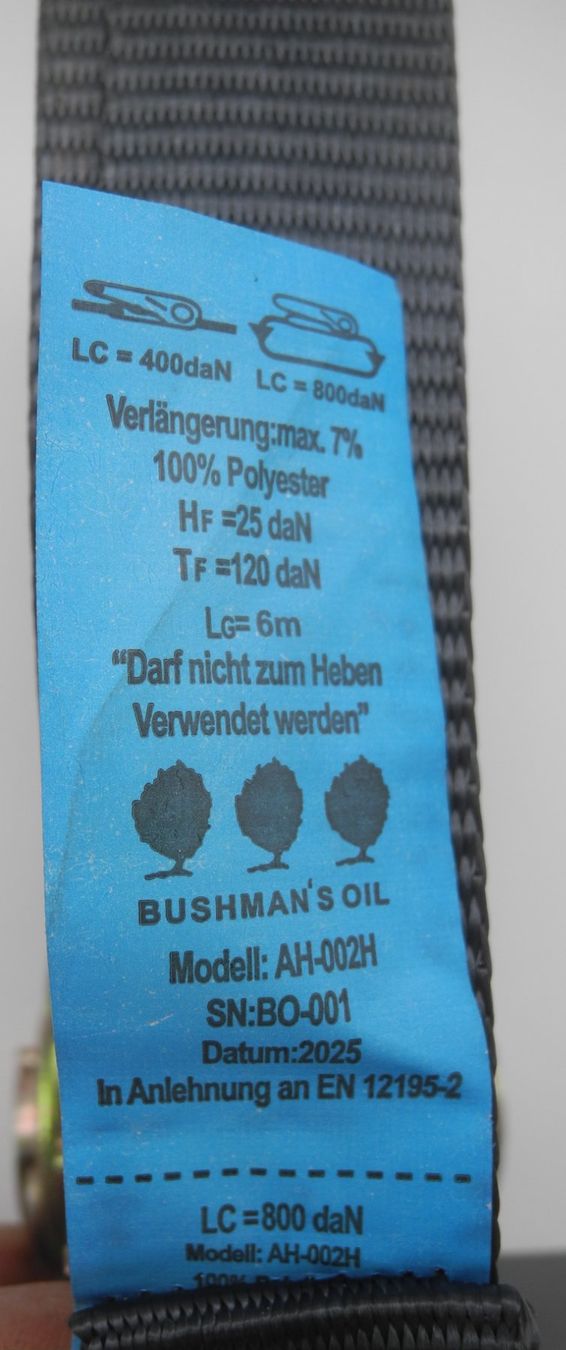 LC = 400daN LC = 800daN
Verlängerung:max. 7%
100% Polyester
HF =25 daN
TF =120 daN
LG= 6m
“Darf nicht zum Heben
Verwendet werden”
BUSHMAN'S OIL
Modell: AH-002H
SN:BO-001
Datum:2025
In Anlehnung an EN 12195-2
LC =800 daN
Modell: AH-002H
100% Polyester